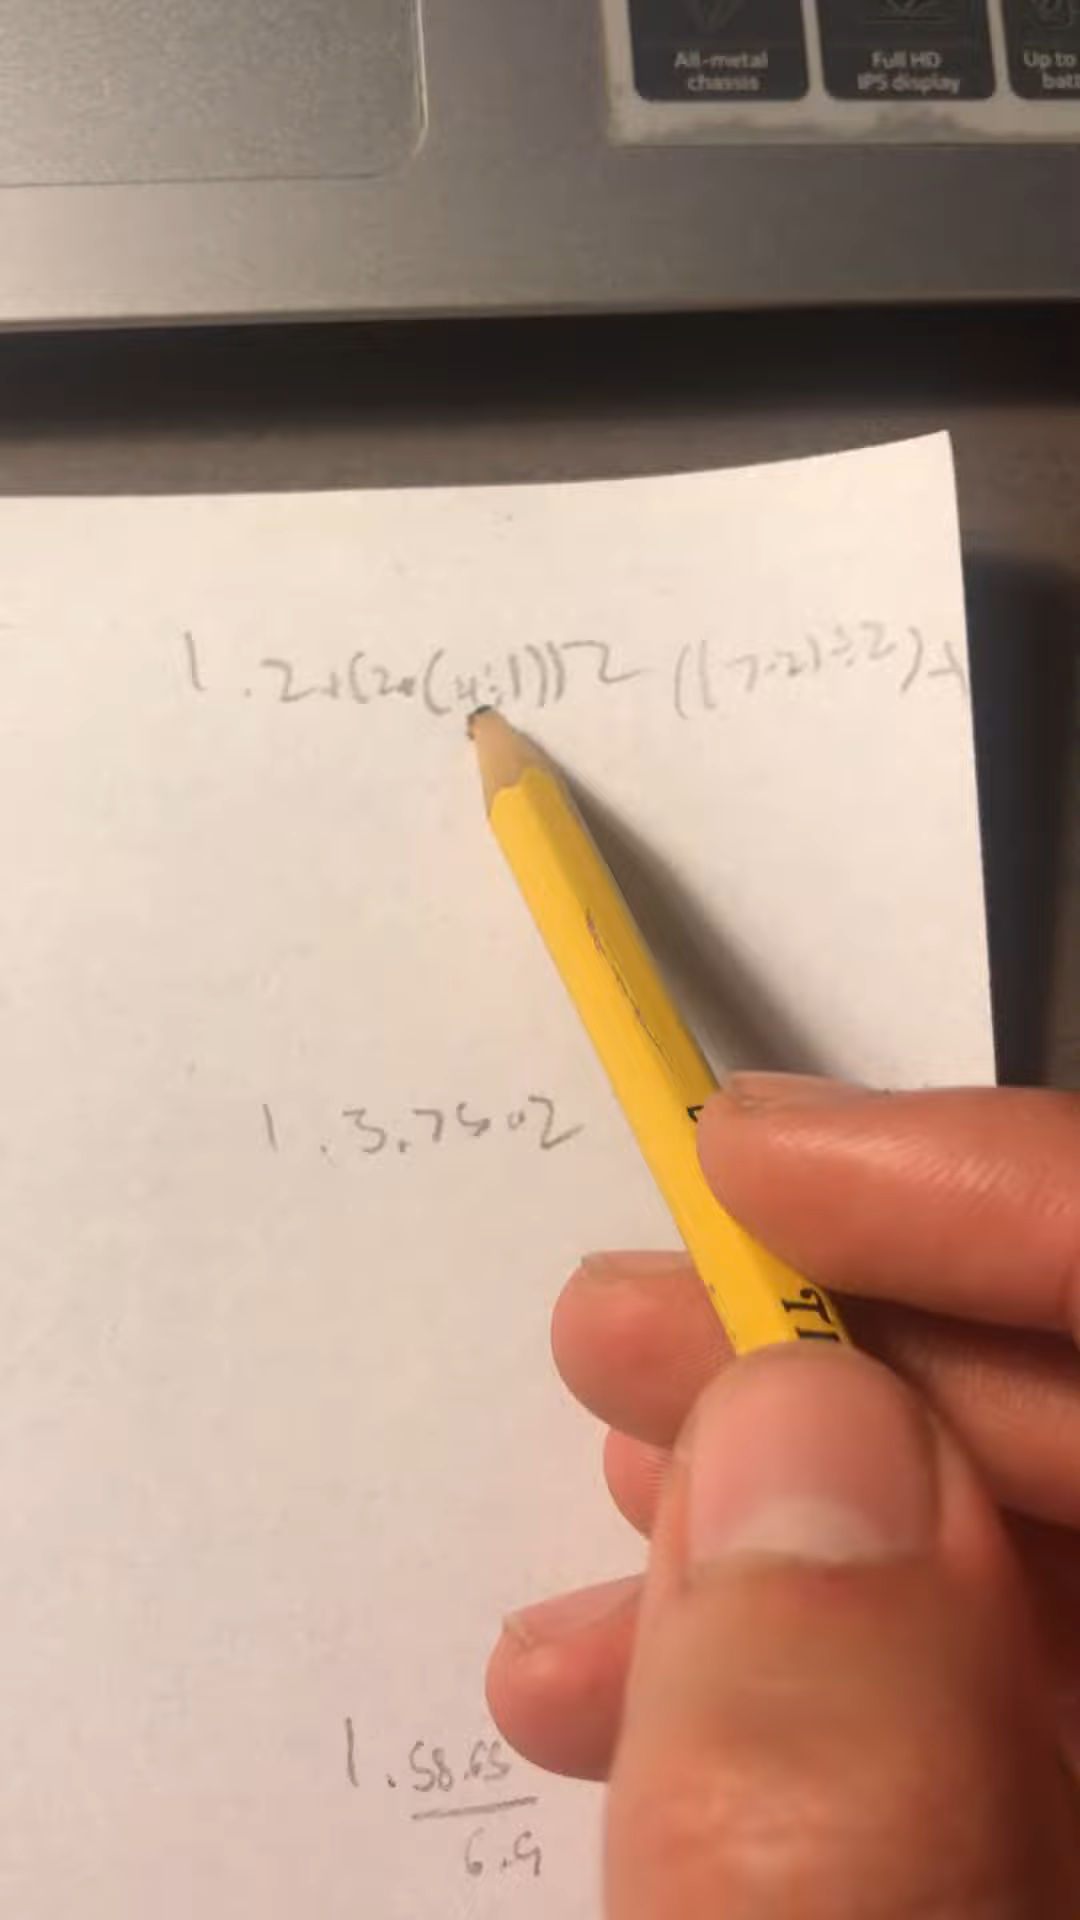 All-metal chassis
Full HD IPS display
Up to
1. 2+(2•(4÷1))2 ((7-2)÷2)+
1. 3.75•2
1. 58.65
6.9